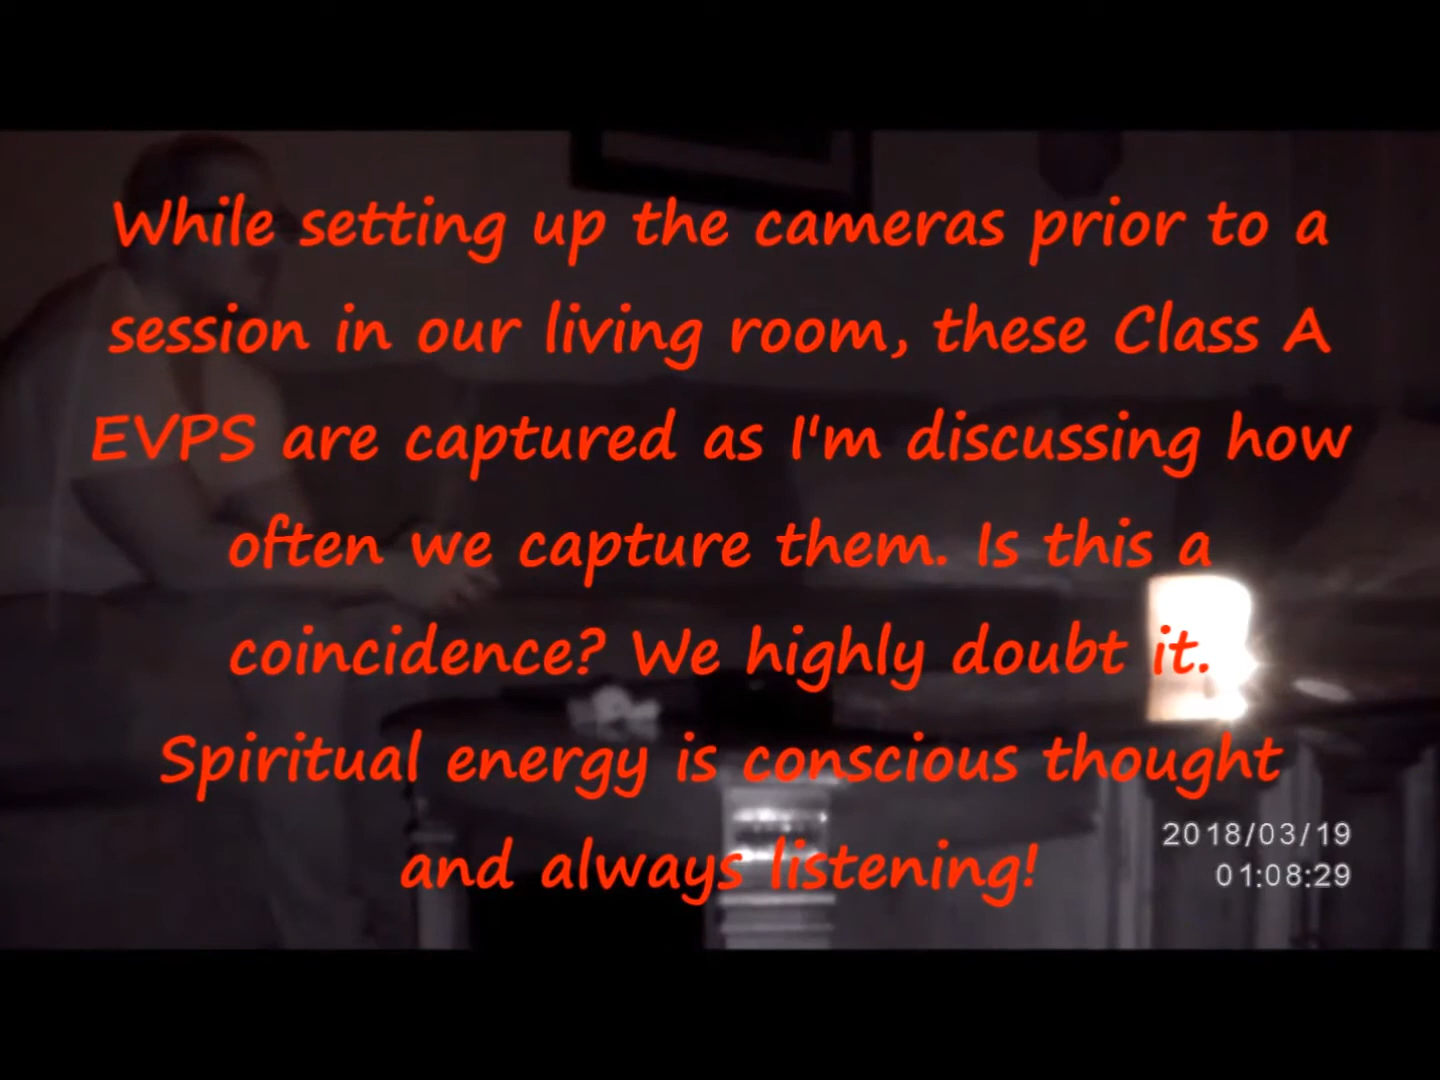 While setting up the cameras prior to a
session in our living room, these Class A
EVPS are captured as I'm discussing how
often we capture them. Is this a
coincidence? We highly doubt it.
Spiritual energy is conscious thought
and always listening!
2018/03/19
01:08:29